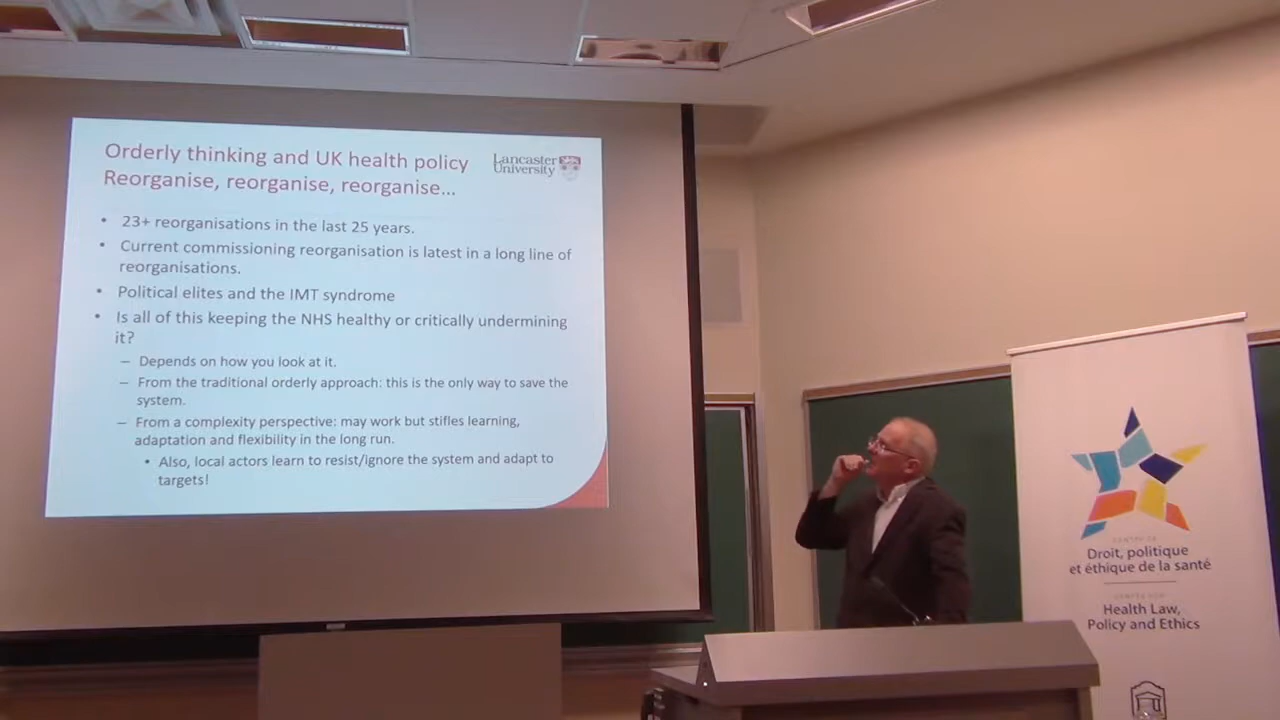 Orderly thinking and UK health policy
Reorganise, reorganise, reorganise...
Lancaster
University
• 23+ reorganisations in the last 25 years.
• Current commissioning reorganisation is latest in a long line of
reorganisations.
• Political elites and the IMT syndrome
• Is all of this keeping the NHS healthy or critically undermining
it?
– Depends on how you look at it.
– From the traditional orderly approach: this is the only way to save the
system.
– From a complexity perspective: may work but stifles learning,
adaptation and flexibility in the long run.
• Also, local actors learn to resist/ignore the system and adapt to
targets!
CENTRE DE
Droit, politique
et éthique de la santé
CENTRE FOR
Health Law,
Policy and Ethics